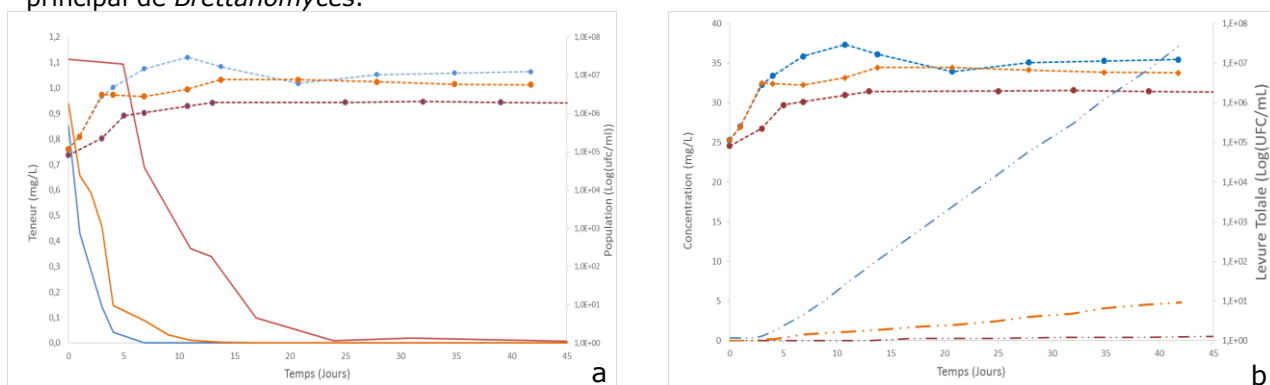 principal de Brettanomyces.
1,2
1,1
1,0
0,9
0,8
0,7
0,6
0,5
0,4
0,3
0,2
0,1
0,0
Teneur (mg/L)
0 5 10 15 20 25 30 35 40 45
Temps (Jours)
1,0E+08
1,0E+07
1,0E+06
1,0E+05
1,0E+04
1,0E+03
1,0E+02
1,0E+01
1,0E+00
Population (Log(ufc/ml))
a
40
35
30
25
20
15
10
5
0
Concentration (mg/L)
0 5 10 15 20 25 30 35 40 45
Temps (Jours)
1,E+08
1,E+07
1,E+06
1,E+05
1,E+04
1,E+03
1,E+02
1,E+01
1,E+00
Levure Tolale (Log(UFC/mL)
b